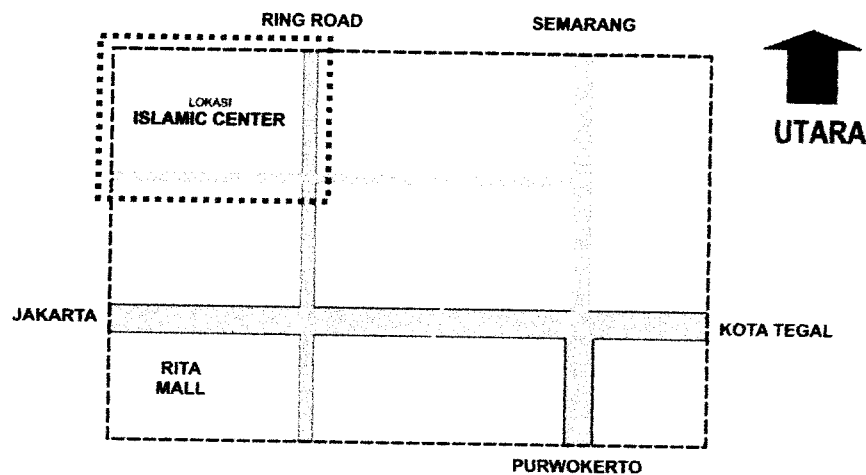 RING ROAD
SEMARANG
LOKASI
ISLAMIC CENTER
UTARA
JAKARTA
KOTA TEGAL
RITA
MALL
PURWOKERTO